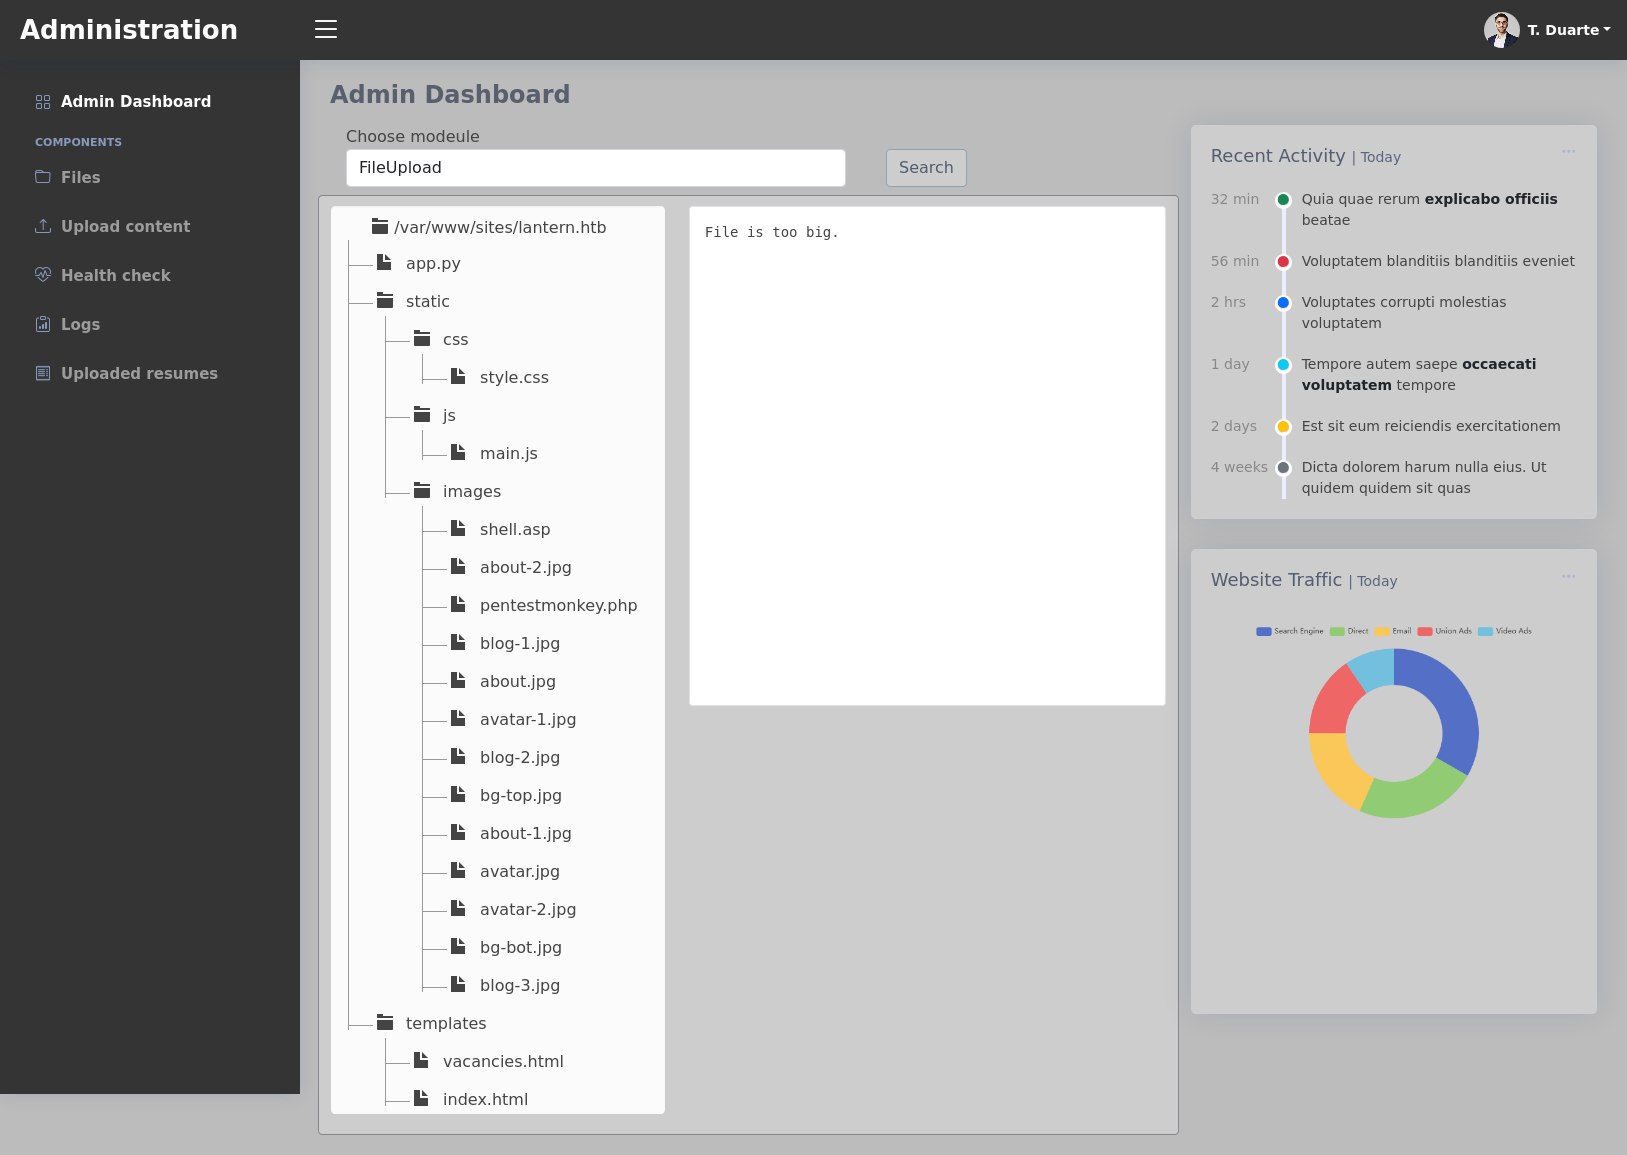 Administration
T. Duarte
Admin Dashboard
COMPONENTS
Files
Upload content
Health check
Logs
Uploaded resumes
Admin Dashboard
Choose modeule
FileUpload
Search
/var/www/sites/lantern.htb
app.py
static
css
style.css
js
main.js
images
shell.asp
about-2.jpg
pentestmonkey.php
blog-1.jpg
about.jpg
avatar-1.jpg
blog-2.jpg
bg-top.jpg
about-1.jpg
avatar.jpg
avatar-2.jpg
bg-bot.jpg
blog-3.jpg
templates
vacancies.html
index.html
File is too big.
Recent Activity | Today
32 min Quia quae rerum explicabo officiis
beatae
56 min Voluptatem blanditiis blanditiis eveniet
2 hrs Voluptates corrupti molestias
voluptatem
1 day Tempore autem saepe occaecati
voluptatem tempore
2 days Est sit eum reiciendis exercitationem
4 weeks Dicta dolorem harum nulla eius. Ut
quidem quidem sit quas
Website Traffic | Today
Search Engine Direct Email Union Ads Video Ads